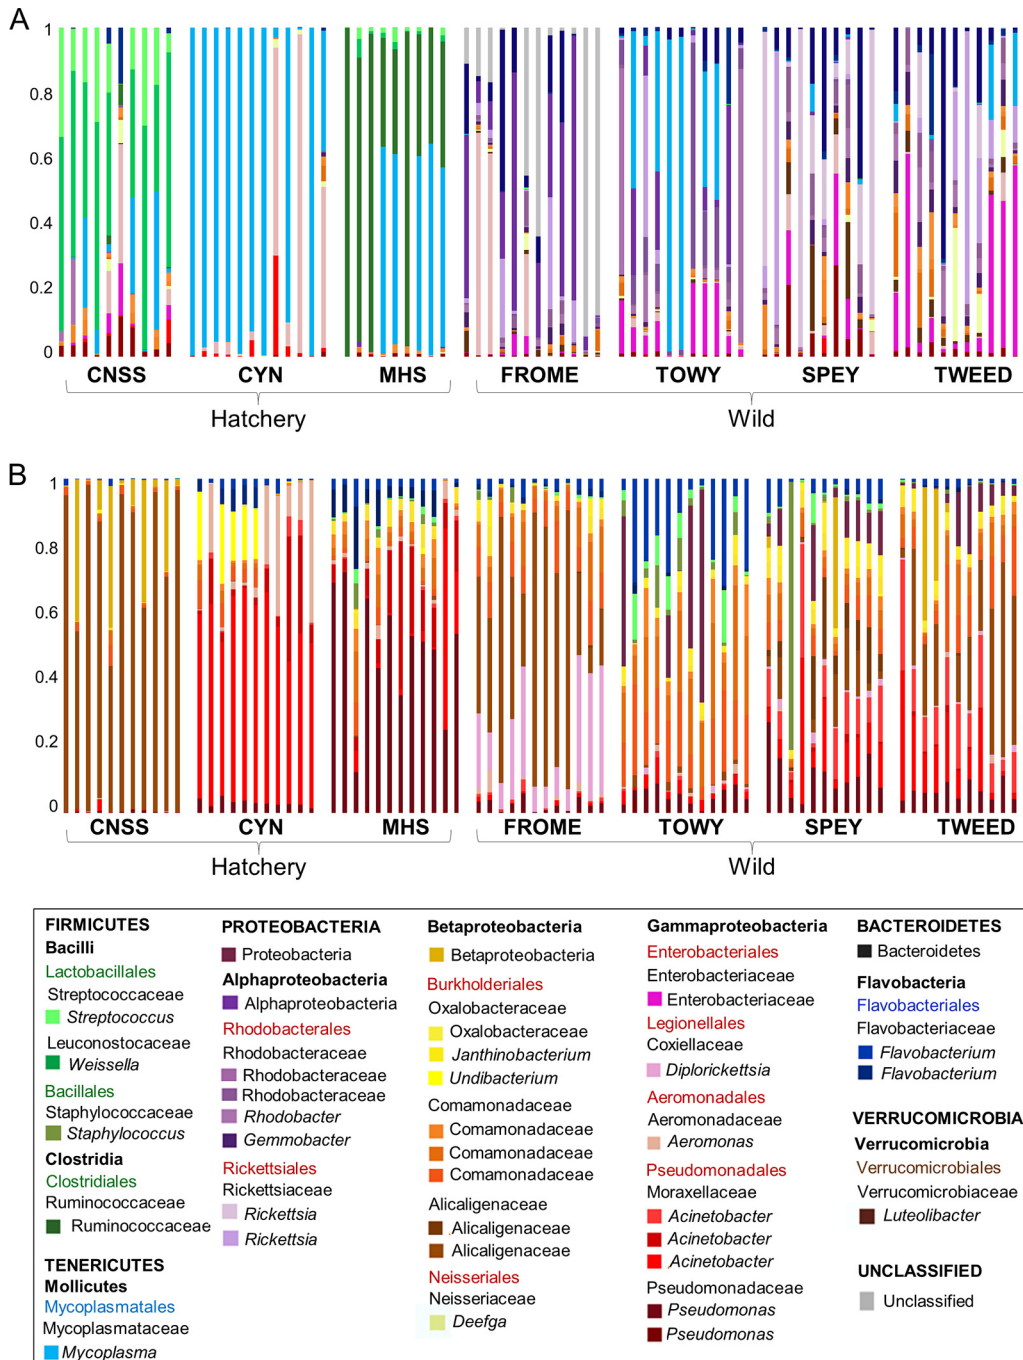 A
1
0.8
0.6
0.4
0.2
0
CNSS CYN MHS FROME TOWY SPEY TWEED
Hatchery Wild
B
1
0.8
0.6
0.4
0.2
0
CNSS CYN MHS FROME TOWY SPEY TWEED
Hatchery Wild
FIRMICUTES
Bacilli
Lactobacillales
Streptococcaceae
Streptococcus
Leuconostocaceae
Weissella
Bacillales
Staphylococcaceae
Staphylococcus
Clostridia
Clostridiales
Ruminococcaceae
Ruminococcaceae
TENERICUTES
Mollicutes
Mycoplasmatales
Mycoplasmataceae
Mycoplasma
PROTEOBACTERIA
Proteobacteria
Alphaproteobacteria
Alphaproteobacteria
Rhodobacterales
Rhodobacteraceae
Rhodobacteraceae
Rhodobacteraceae
Rhodobacter
Gemmobacter
Rickettsiales
Rickettsiaceae
Rickettsia
Rickettsia
Betaproteobacteria
Betaproteobacteria
Burkholderiales
Oxalobacteraceae
Oxalobacteraceae
Janthinobacterium
Undibacterium
Comamonadaceae
Comamonadaceae
Comamonadaceae
Comamonadaceae
Alicaligenaceae
Alicaligenaceae
Alicaligenaceae
Neisseriales
Neisseriaceae
Deefga
Gammaproteobacteria
Enterobacteriales
Enterobacteriaceae
Enterobacteriaceae
Legionellales
Coxiellaceae
Diplorickettsia
Aeromonadales
Aeromonadaceae
Aeromonas
Pseudomonadales
Moraxellaceae
Acinetobacter
Acinetobacter
Acinetobacter
Pseudomonadaceae
Pseudomonas
Pseudomonas
BACTEROIDETES
Bacteroidetes
Flavobacteria
Flavobacteriales
Flavobacteriaceae
Flavobacterium
Flavobacterium
VERRUCOMICROBIA
Verrucomicrobia
Verrucomicrobiales
Verrucomicrobiaceae
Luteolibacter
UNCLASSIFIED
Unclassified